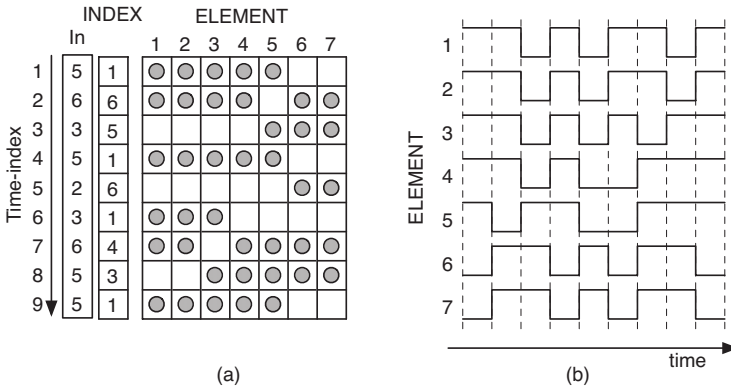 INDEX ELEMENT
In
1 2 3 4 5 6 7
1 5 1
2 6 6
3 3 5
4 5 1
5 2 6
6 3 1
7 6 4
8 5 3
9 5 1
Time-index
(a)
1
2
3
4
5
6
7
ELEMENT
time
(b)